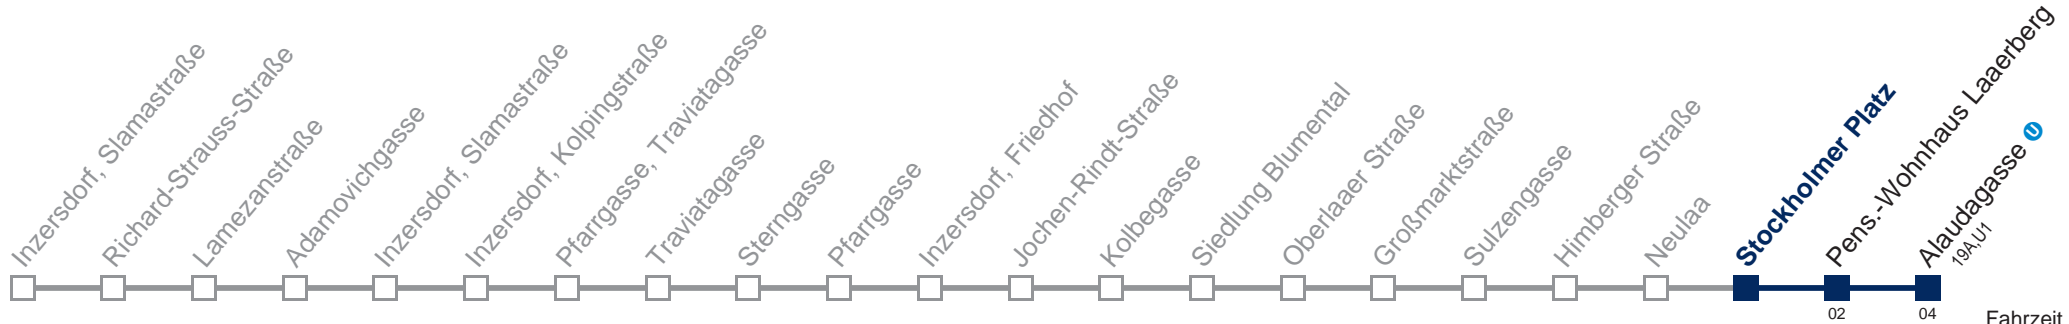 Inzersdorf, Slamastraße
Richard-Strauss-Straße
Lamezanstraße
Adamovichgasse
Inzersdorf, Slamastraße
Inzersdorf, Kolpingstraße
Pfarrgasse, Traviatagasse
Traviatagasse
Sterngasse
Pfarrgasse
Inzersdorf, Friedhof
Jochen-Rindt-Straße
Kolbegasse
Siedlung Blumental
Oberlaaer Straße
Großmarktstraße
Sulzengasse
Himberger Straße
Neulaa
Stockholmer Platz
Pens.-Wohnhaus Laaerberg
Alaudagasse U
19A,U1
02
04
Fahrzeit